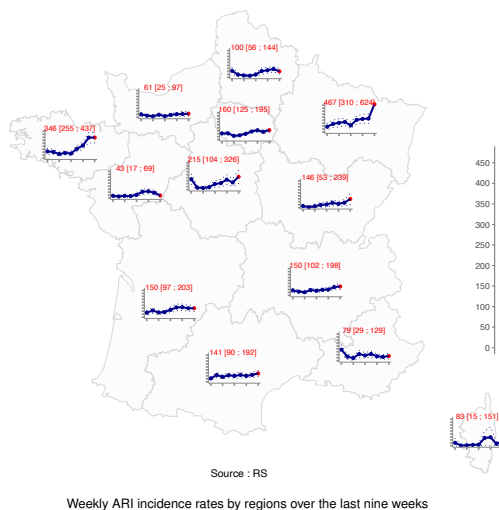 100 [56 ; 144]
61 [25 ; 97]
160 [125 ; 195]
467 [310 ; 624]
346 [255 ; 437]
43 [17 ; 69]
215 [104 ; 326]
146 [53 ; 239]
450
400
350
300
250
200
150
100
50
0
150 [97 ; 203]
150 [102 ; 198]
79 [29 ; 129]
141 [90 ; 192]
83 [15 ; 151]
Source : RS
Weekly ARI incidence rates by regions over the last nine weeks